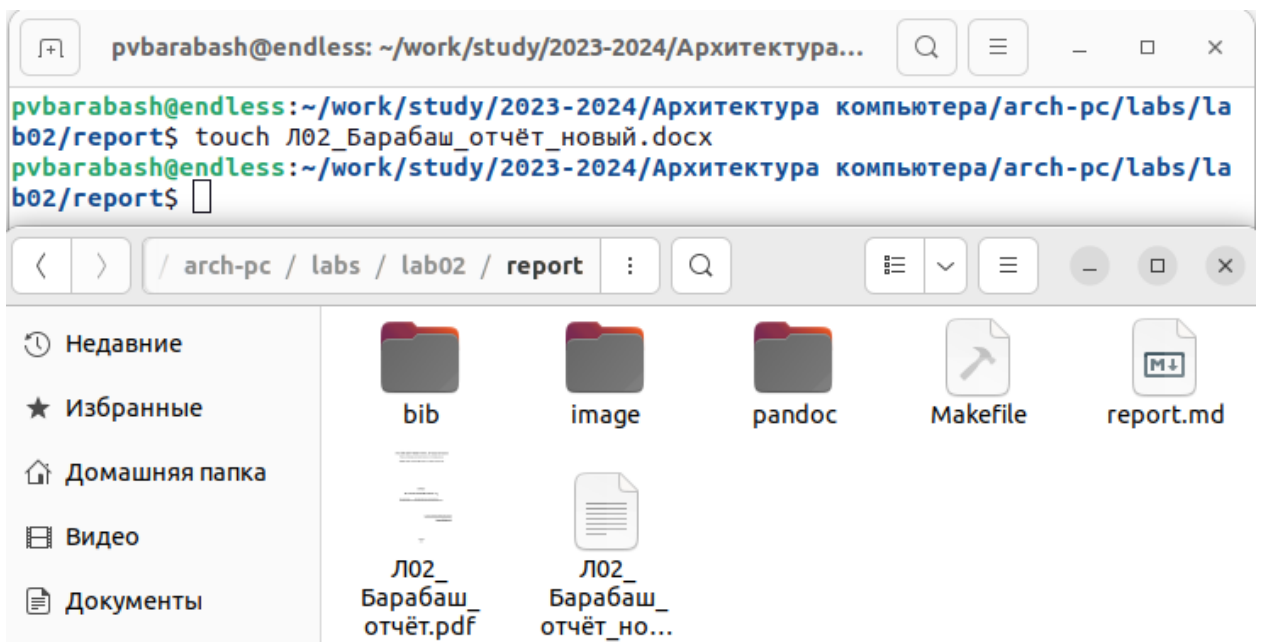 pvbarabash@endless: ~/work/study/2023-2024/Архитектура...
pvbarabash@endless:~/work/study/2023-2024/Архитектура компьютера/arch-pc/labs/la
b02/report$ touch Л02_Барабаш_отчёт_новый.docx
pvbarabash@endless:~/work/study/2023-2024/Архитектура компьютера/arch-pc/labs/la
b02/report$
/ arch-pc / labs / lab02 / report
Недавние
Избранные
Домашняя папка
Видео
Документы
bib
image
pandoc
M↓
Makefile
report.md
Л02_
Барабаш_
отчёт.pdf
Л02_
Барабаш_
отчёт_но...